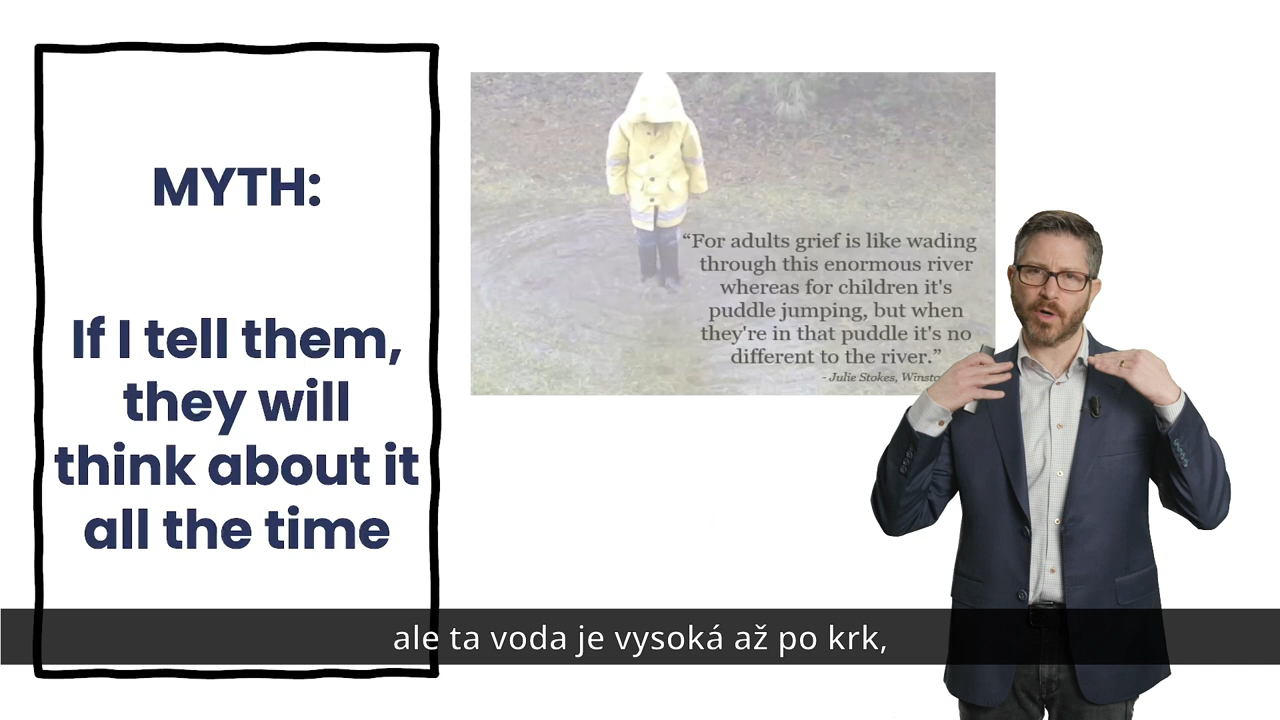 MYTH:
If I tell them,
they will
think about it
all the time
“For adults grief is like wading
through this enormous river
whereas for children it's
puddle jumping, but when
they're in that puddle it's no
different to the river.”
- Julie Stokes,
ale ta voda je vysoká až po krk,